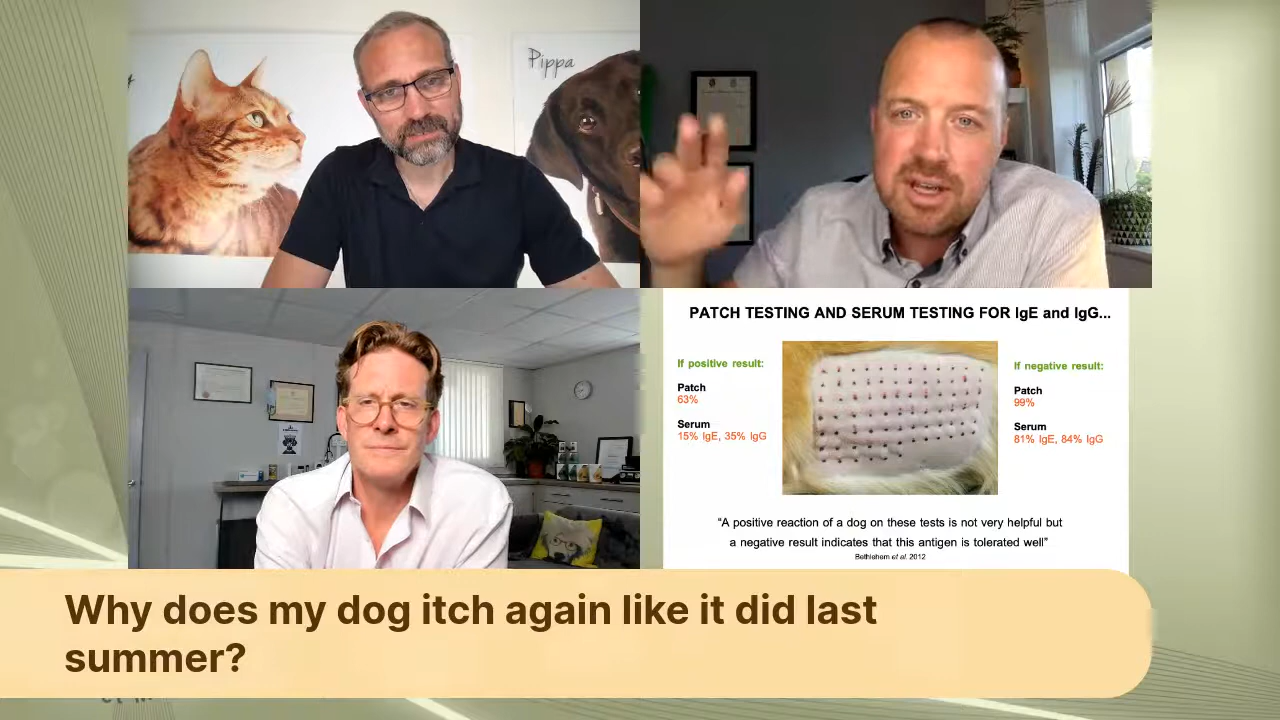 Pippa
PATCH TESTING AND SERUM TESTING FOR IgE and IgG...
If positive result:
Patch
63%
Serum
15% IgE, 35% IgG
If negative result:
Patch
99%
Serum
81% IgE, 84% IgG
"A positive reaction of a dog on these tests is not very helpful but
a negative result indicates that this antigen is tolerated well"
Bethlehem et al. 2012
Why does my dog itch again like it did last
summer?